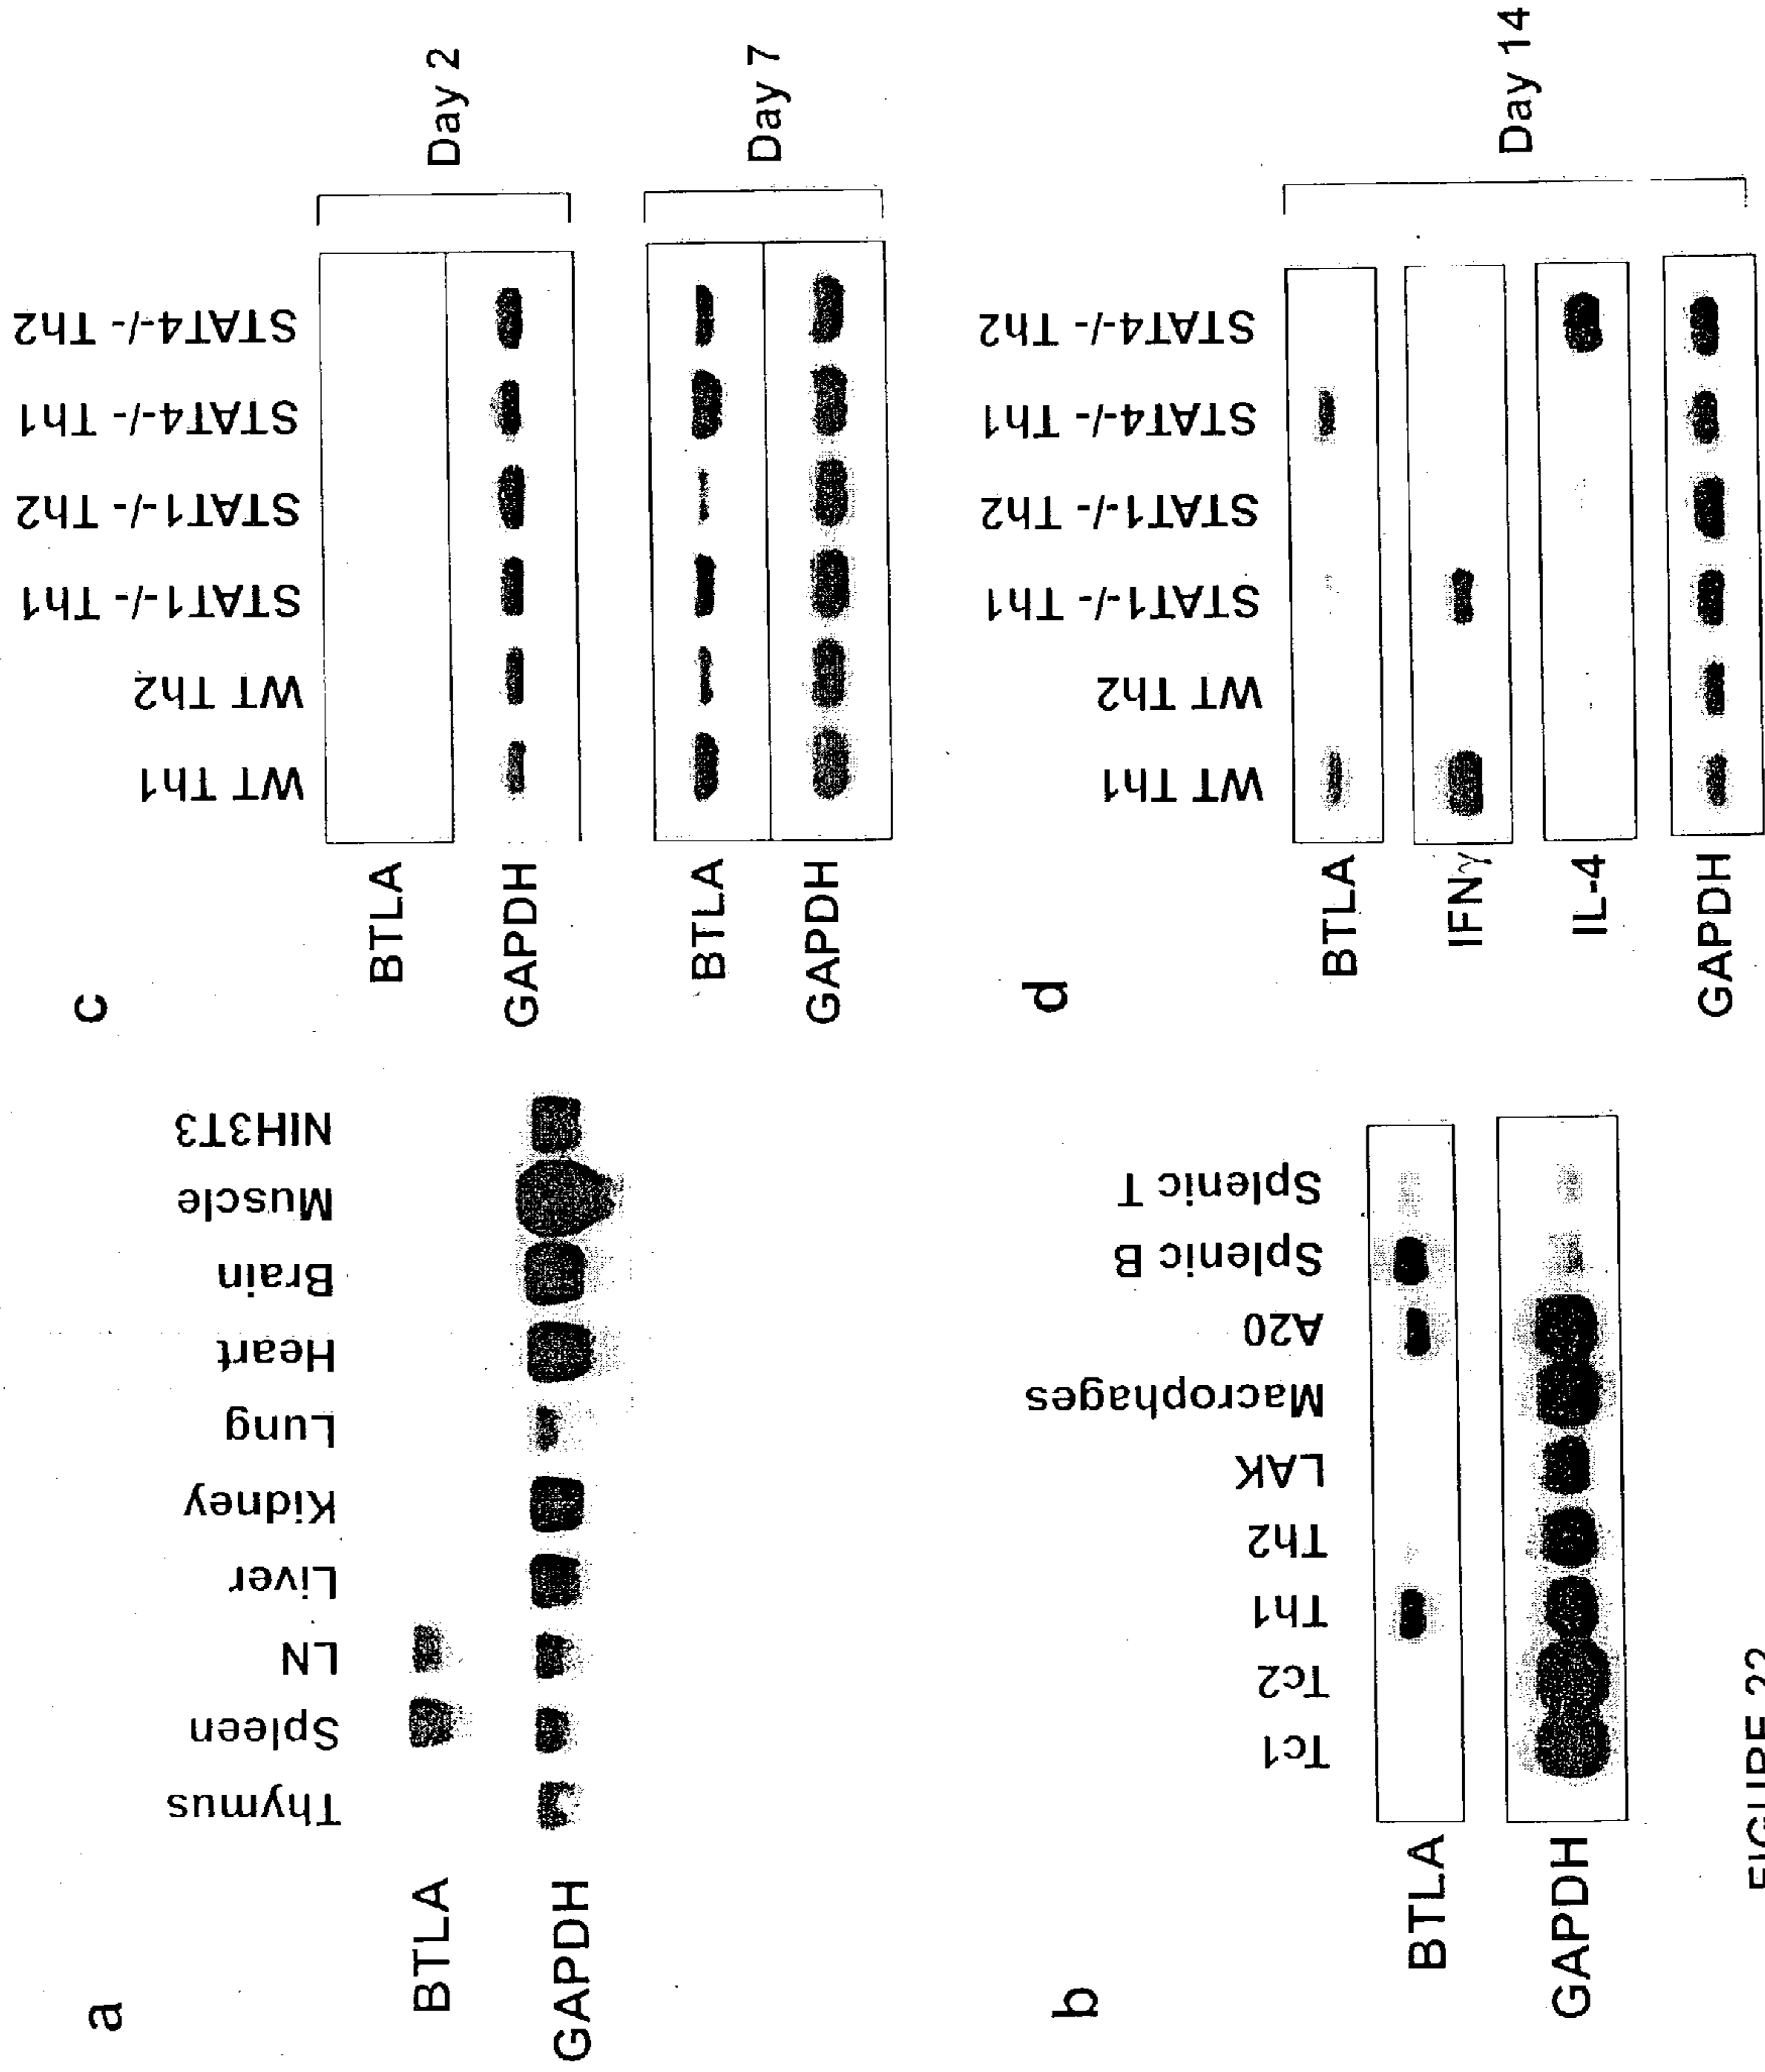 a
Thymus
Spleen
LN
Liver
Kidney
Lung
Heart
Brain
Muscle
NIH3T3
BTLA
GAPDH
b
Tc1
Tc2
Th1
Th2
LAK
Macrophages
A20
Splenic B
Splenic T
BTLA
GAPDH
c
WT Th1
WT Th2
STAT1-/- Th1
STAT1-/- Th2
STAT4-/- Th1
STAT4-/- Th2
BTLA
GAPDH
Day 2
BTLA
GAPDH
Day 7
d
WT Th1
WT Th2
STAT1-/- Th1
STAT1-/- Th2
STAT4-/- Th1
STAT4-/- Th2
BTLA
IFNγ
IL-4
GAPDH
Day 14
FIGURE 22